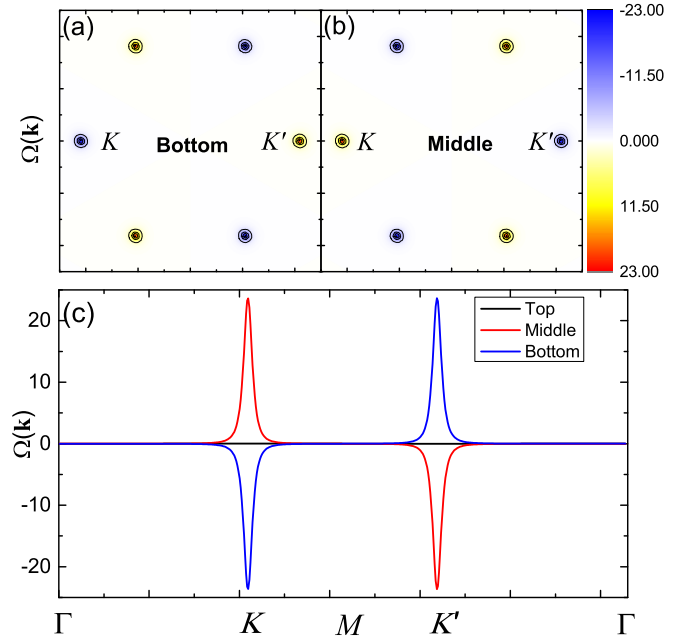 (a)
(b)
Ω(k)
K
Bottom
K′
K
Middle
K′
-23.00
-11.50
0.000
11.50
23.00
(c)
Ω(k)
20
10
0
-10
-20
Top
Middle
Bottom
Γ
K
M
K′
Γ